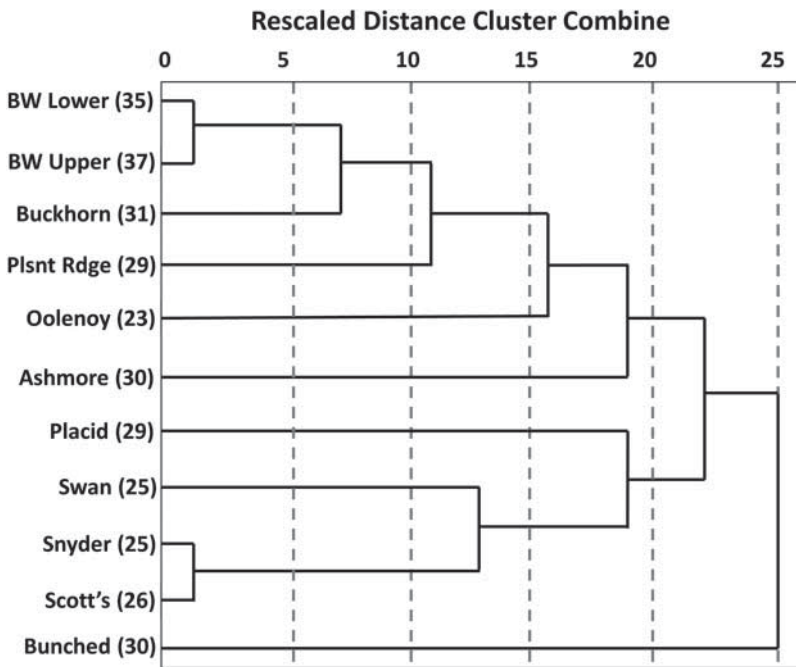 Rescaled Distance Cluster Combine
0 5 10 15 20 25
BW Lower (35)
BW Upper (37)
Buckhorn (31)
Plsnt Rdge (29)
Oolenoy (23)
Ashmore (30)
Placid (29)
Swan (25)
Snyder (25)
Scott's (26)
Bunched (30)